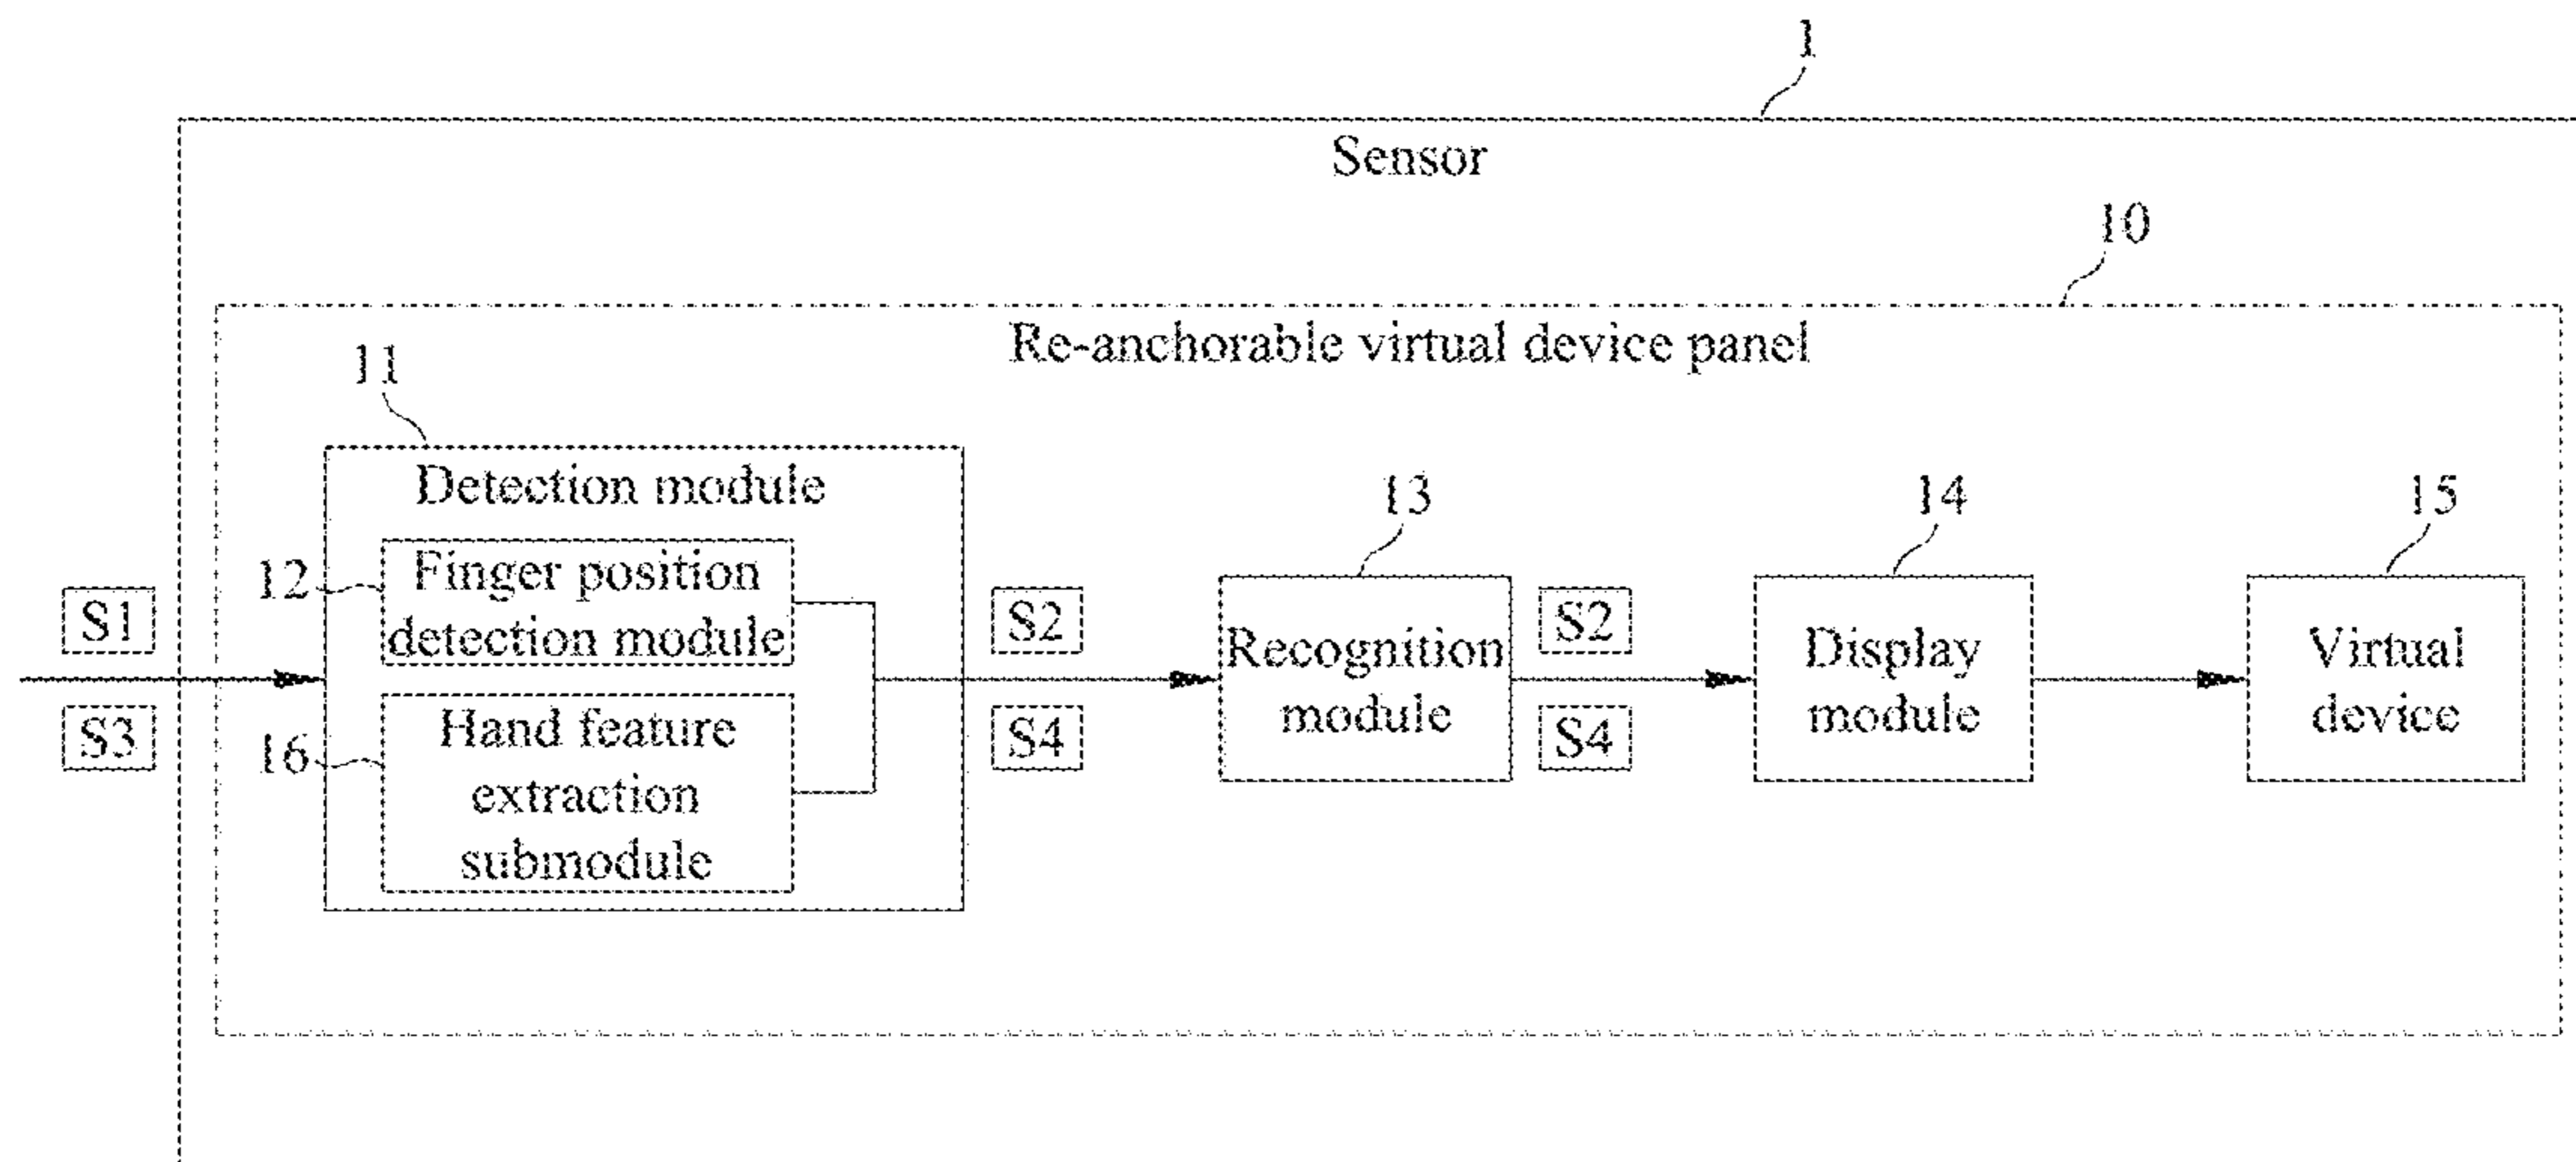 1
Sensor
10
Re-anchorable virtual device panel
11
Detection module
12
Finger position
detection module
16
Hand feature
extraction
submodule
S1
S3
S2
S4
13
Recognition
module
S2
S4
14
Display
module
15
Virtual
device